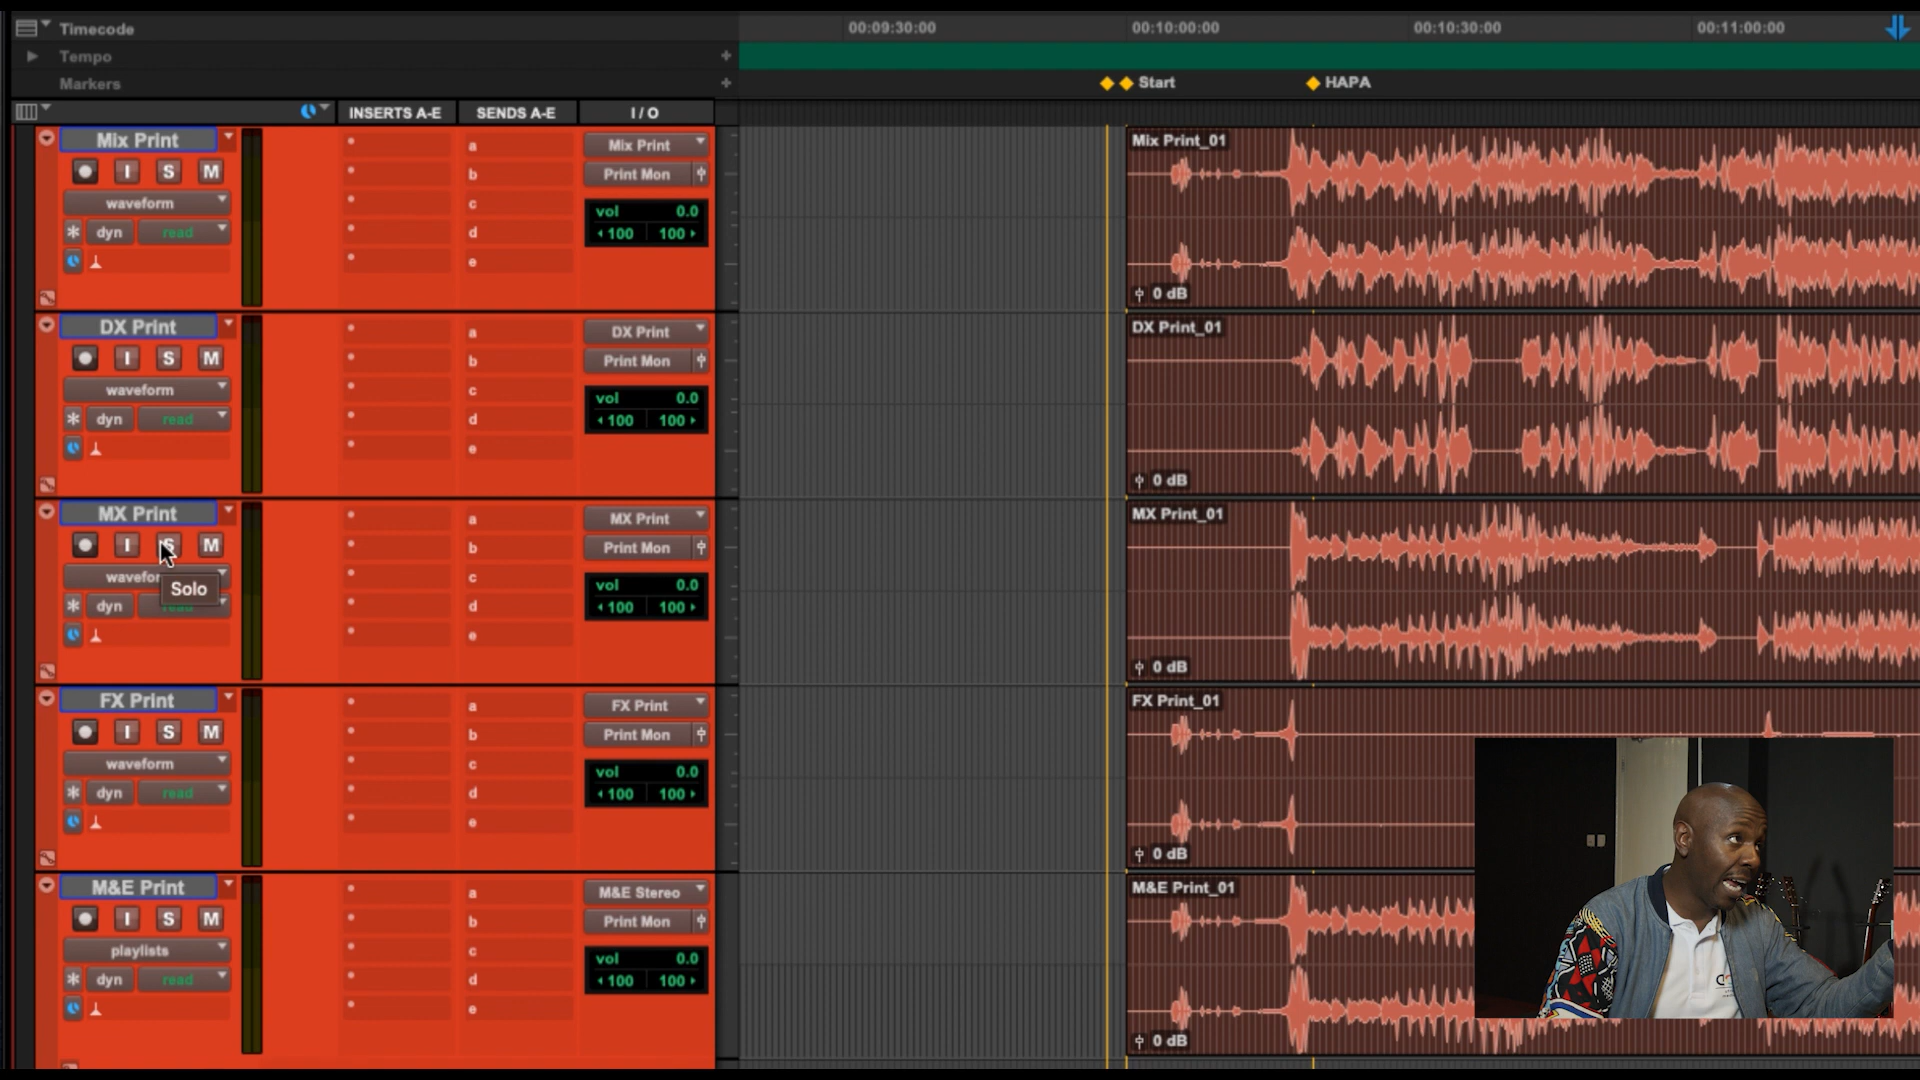 Timecode 00:09:30:00 00:10:00:00 00:10:30:00 00:11:00:00
Tempo +
Markers + Start HAPA
INSERTS A-E SENDS A-E I / O
Mix Print a Mix Print Mix Print_01
I S M b Print Mon
waveform c vol 0.0
dyn read d 100 100
e
0 dB
DX Print a DX Print DX Print_01
I S M b Print Mon
waveform c vol 0.0
dyn read d 100 100
e
0 dB
MX Print a MX Print MX Print_01
I S M b Print Mon
Solo c vol 0.0
dyn d 100 100
e
0 dB
FX Print a FX Print FX Print_01
I S M b Print Mon
waveform c vol 0.0
dyn read d 100 100
e
0 dB
M&E Print a M&E Stereo M&E Print_01
I S M b Print Mon
playlists c vol 0.0
dyn read d 100 100
e
0 dB